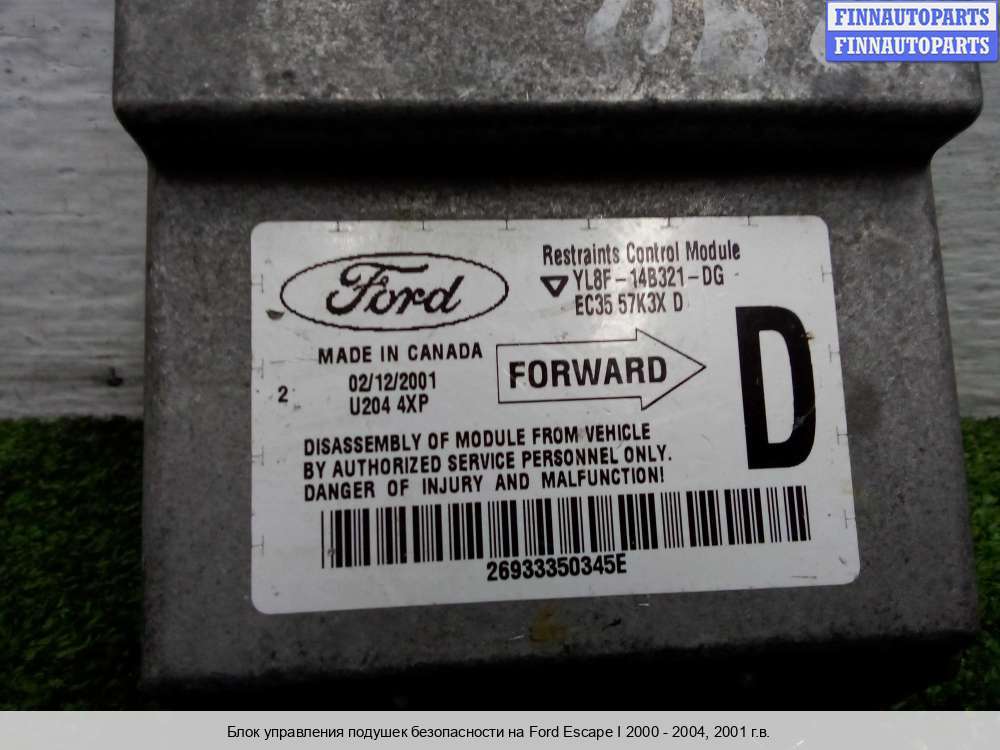 FINNAUTOPARTS
FINNAUTOPARTS
Ford
Restraints Control Module
YL8F-14B321-DG
EC35 57K3X D
MADE IN CANADA
02/12/2001
2
U204 4XP
FORWARD
D
DISASSEMBLY OF MODULE FROM VEHICLE
BY AUTHORIZED SERVICE PERSONNEL ONLY.
DANGER OF INJURY AND MALFUNCTION!
26933350345E
Блок управления подушек безопасности на Ford Escape I 2000 - 2004, 2001 г.в.